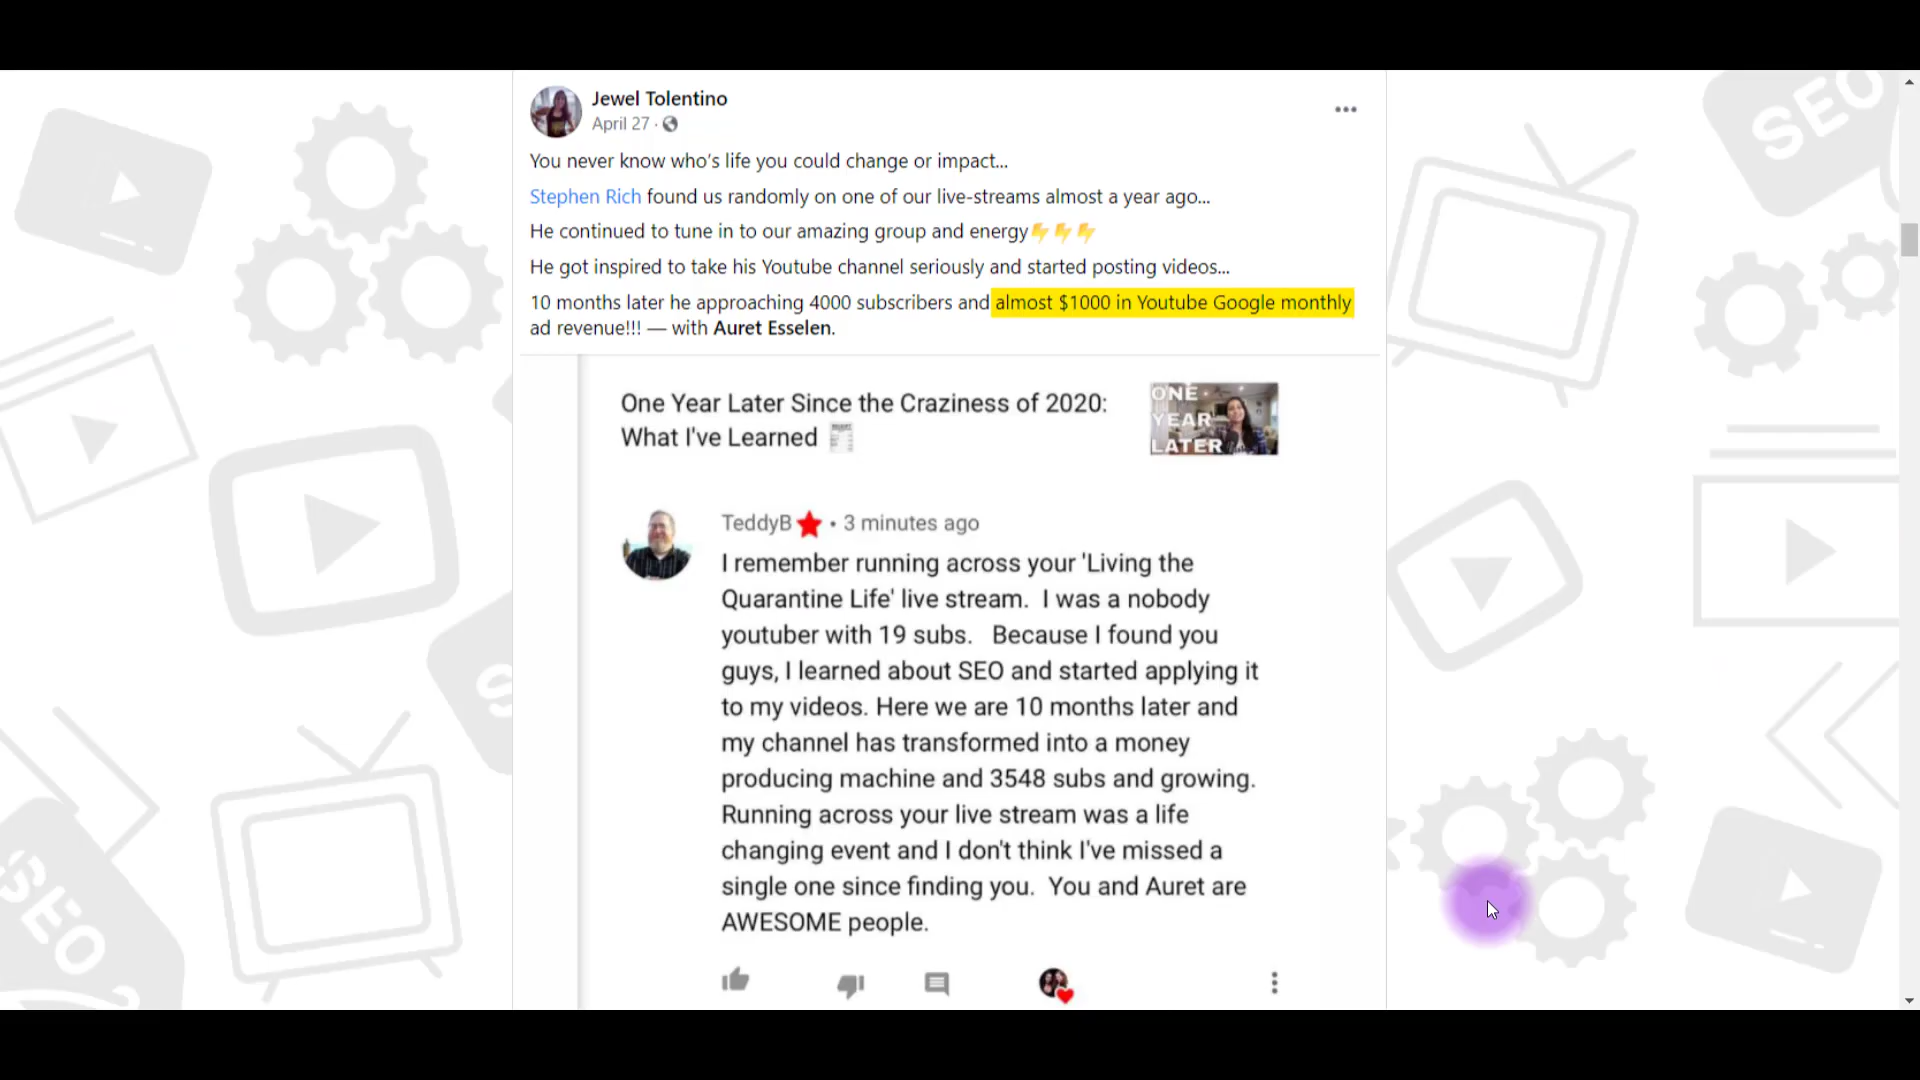 Jewel Tolentino
April 27 ·
You never know who's life you could change or impact...
Stephen Rich found us randomly on one of our live-streams almost a year ago...
He continued to tune in to our amazing group and energy⚡⚡⚡
He got inspired to take his Youtube channel seriously and started posting videos...
10 months later he approaching 4000 subscribers and almost $1000 in Youtube Google monthly
ad revenue!!! — with Auret Esselen.
One Year Later Since the Craziness of 2020:
What I've Learned
ONE
YEAR
LATER
TeddyB • 3 minutes ago
I remember running across your 'Living the
Quarantine Life' live stream. I was a nobody
youtuber with 19 subs. Because I found you
guys, I learned about SEO and started applying it
to my videos. Here we are 10 months later and
my channel has transformed into a money
producing machine and 3548 subs and growing.
Running across your live stream was a life
changing event and I don't think I've missed a
single one since finding you. You and Auret are
AWESOME people.
SEO
SEO